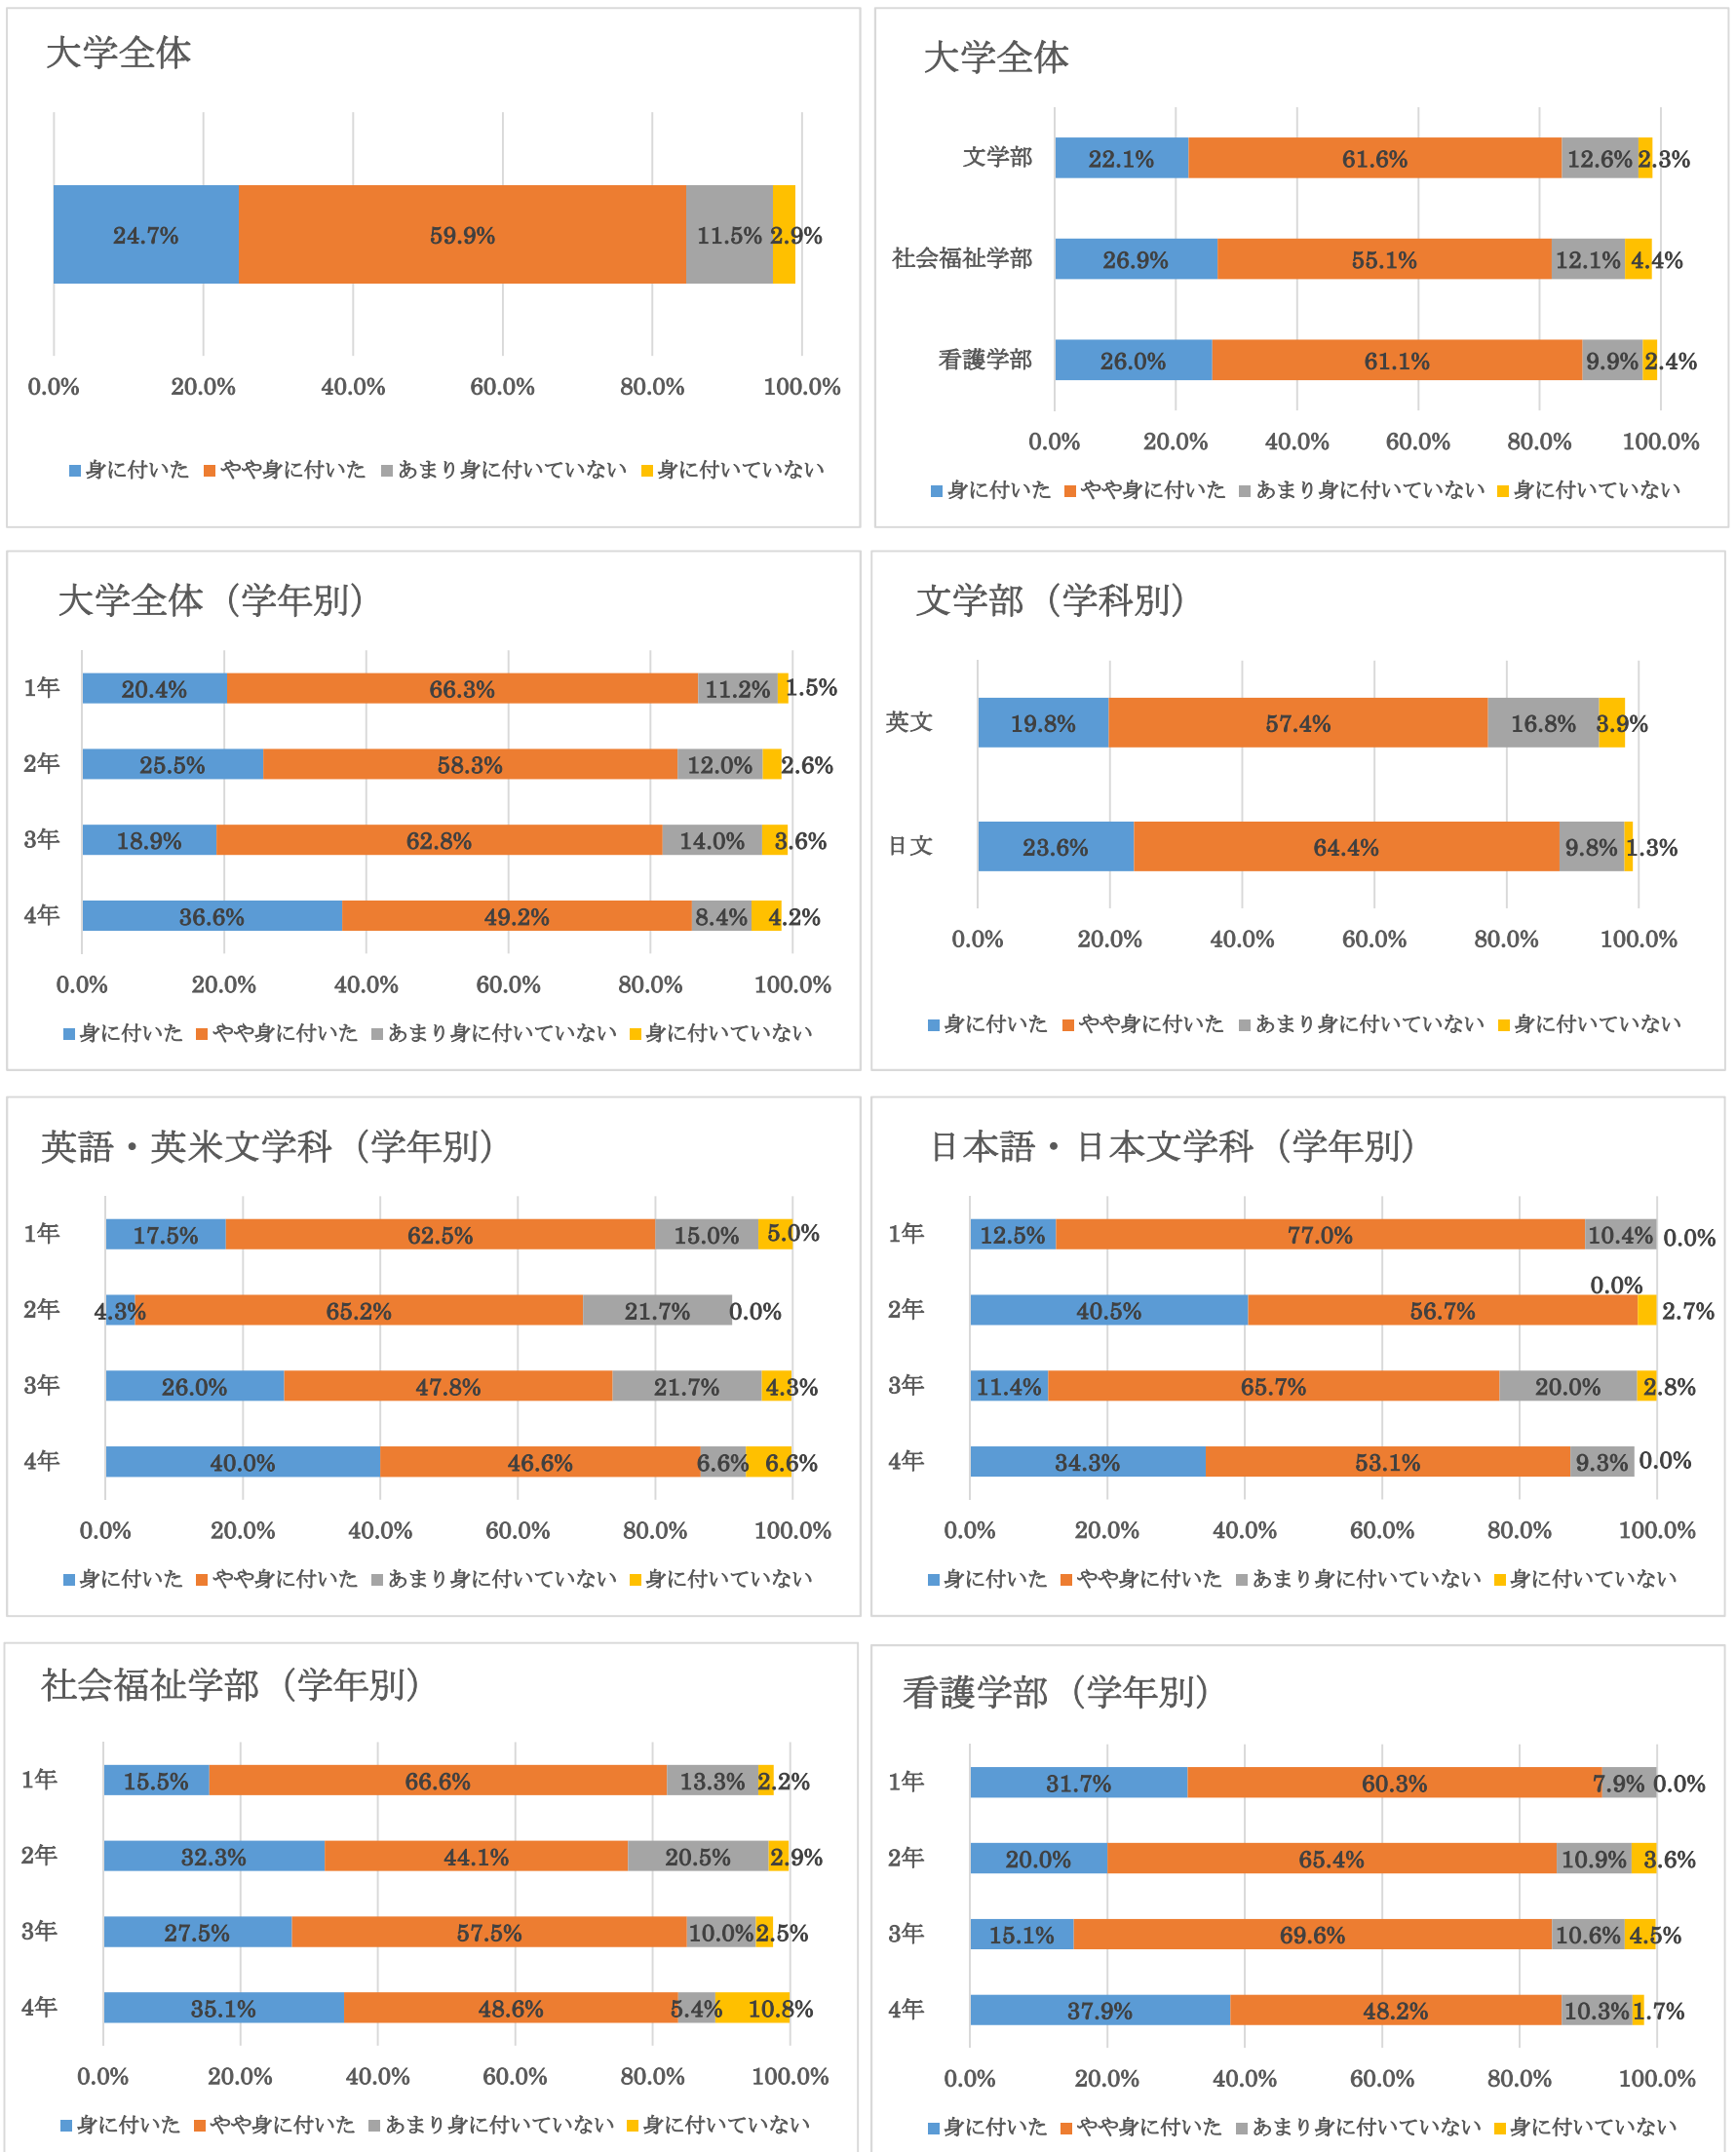 大学全体
24.7% 59.9% 11.5% 2.9%
0.0% 20.0% 40.0% 60.0% 80.0% 100.0%
身に付いた やや身に付いた あまり身に付いていない 身に付いていない
大学全体
文学部 22.1% 61.6% 12.6% 2.3%
社会福祉学部 26.9% 55.1% 12.1% 4.4%
看護学部 26.0% 61.1% 9.9% 2.4%
0.0% 20.0% 40.0% 60.0% 80.0% 100.0%
身に付いた やや身に付いた あまり身に付いていない 身に付いていない
大学全体（学年別）
1年 20.4% 66.3% 11.2% 1.5%
2年 25.5% 58.3% 12.0% 2.6%
3年 18.9% 62.8% 14.0% 3.6%
4年 36.6% 49.2% 8.4% 4.2%
0.0% 20.0% 40.0% 60.0% 80.0% 100.0%
身に付いた やや身に付いた あまり身に付いていない 身に付いていない
文学部（学科別）
英文 19.8% 57.4% 16.8% 3.9%
日文 23.6% 64.4% 9.8% 1.3%
0.0% 20.0% 40.0% 60.0% 80.0% 100.0%
身に付いた やや身に付いた あまり身に付いていない 身に付いていない
英語・英米文学科（学年別）
1年 17.5% 62.5% 15.0% 5.0%
2年 4.3% 65.2% 21.7% 0.0%
3年 26.0% 47.8% 21.7% 4.3%
4年 40.0% 46.6% 6.6% 6.6%
0.0% 20.0% 40.0% 60.0% 80.0% 100.0%
身に付いた やや身に付いた あまり身に付いていない 身に付いていない
日本語・日本文学科（学年別）
1年 12.5% 77.0% 10.4% 0.0%
2年 40.5% 56.7% 0.0% 2.7%
3年 11.4% 65.7% 20.0% 2.8%
4年 34.3% 53.1% 9.3% 0.0%
0.0% 20.0% 40.0% 60.0% 80.0% 100.0%
身に付いた やや身に付いた あまり身に付いていない 身に付いていない
社会福祉学部（学年別）
1年 15.5% 66.6% 13.3% 2.2%
2年 32.3% 44.1% 20.5% 2.9%
3年 27.5% 57.5% 10.0% 2.5%
4年 35.1% 48.6% 5.4% 10.8%
0.0% 20.0% 40.0% 60.0% 80.0% 100.0%
身に付いた やや身に付いた あまり身に付いていない 身に付いていない
看護学部（学年別）
1年 31.7% 60.3% 7.9% 0.0%
2年 20.0% 65.4% 10.9% 3.6%
3年 15.1% 69.6% 10.6% 4.5%
4年 37.9% 48.2% 10.3% 1.7%
0.0% 20.0% 40.0% 60.0% 80.0% 100.0%
身に付いた やや身に付いた あまり身に付いていない 身に付いていない